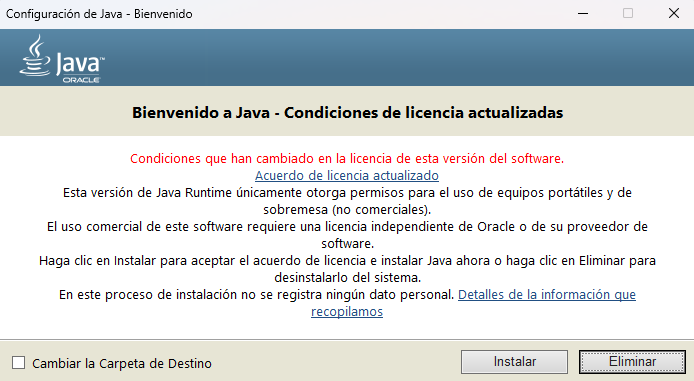 Configuración de Java - Bienvenido
Java™
ORACLE
Bienvenido a Java - Condiciones de licencia actualizadas
Condiciones que han cambiado en la licencia de esta versión del software.
Acuerdo de licencia actualizado
Esta versión de Java Runtime únicamente otorga permisos para el uso de equipos portátiles y de
sobremesa (no comerciales).
El uso comercial de este software requiere una licencia independiente de Oracle o de su proveedor de
software.
Haga clic en Instalar para aceptar el acuerdo de licencia e instalar Java ahora o haga clic en Eliminar para
desinstalarlo del sistema.
En este proceso de instalación no se registra ningún dato personal. Detalles de la información que
recopilamos
Cambiar la Carpeta de Destino
Instalar
Eliminar